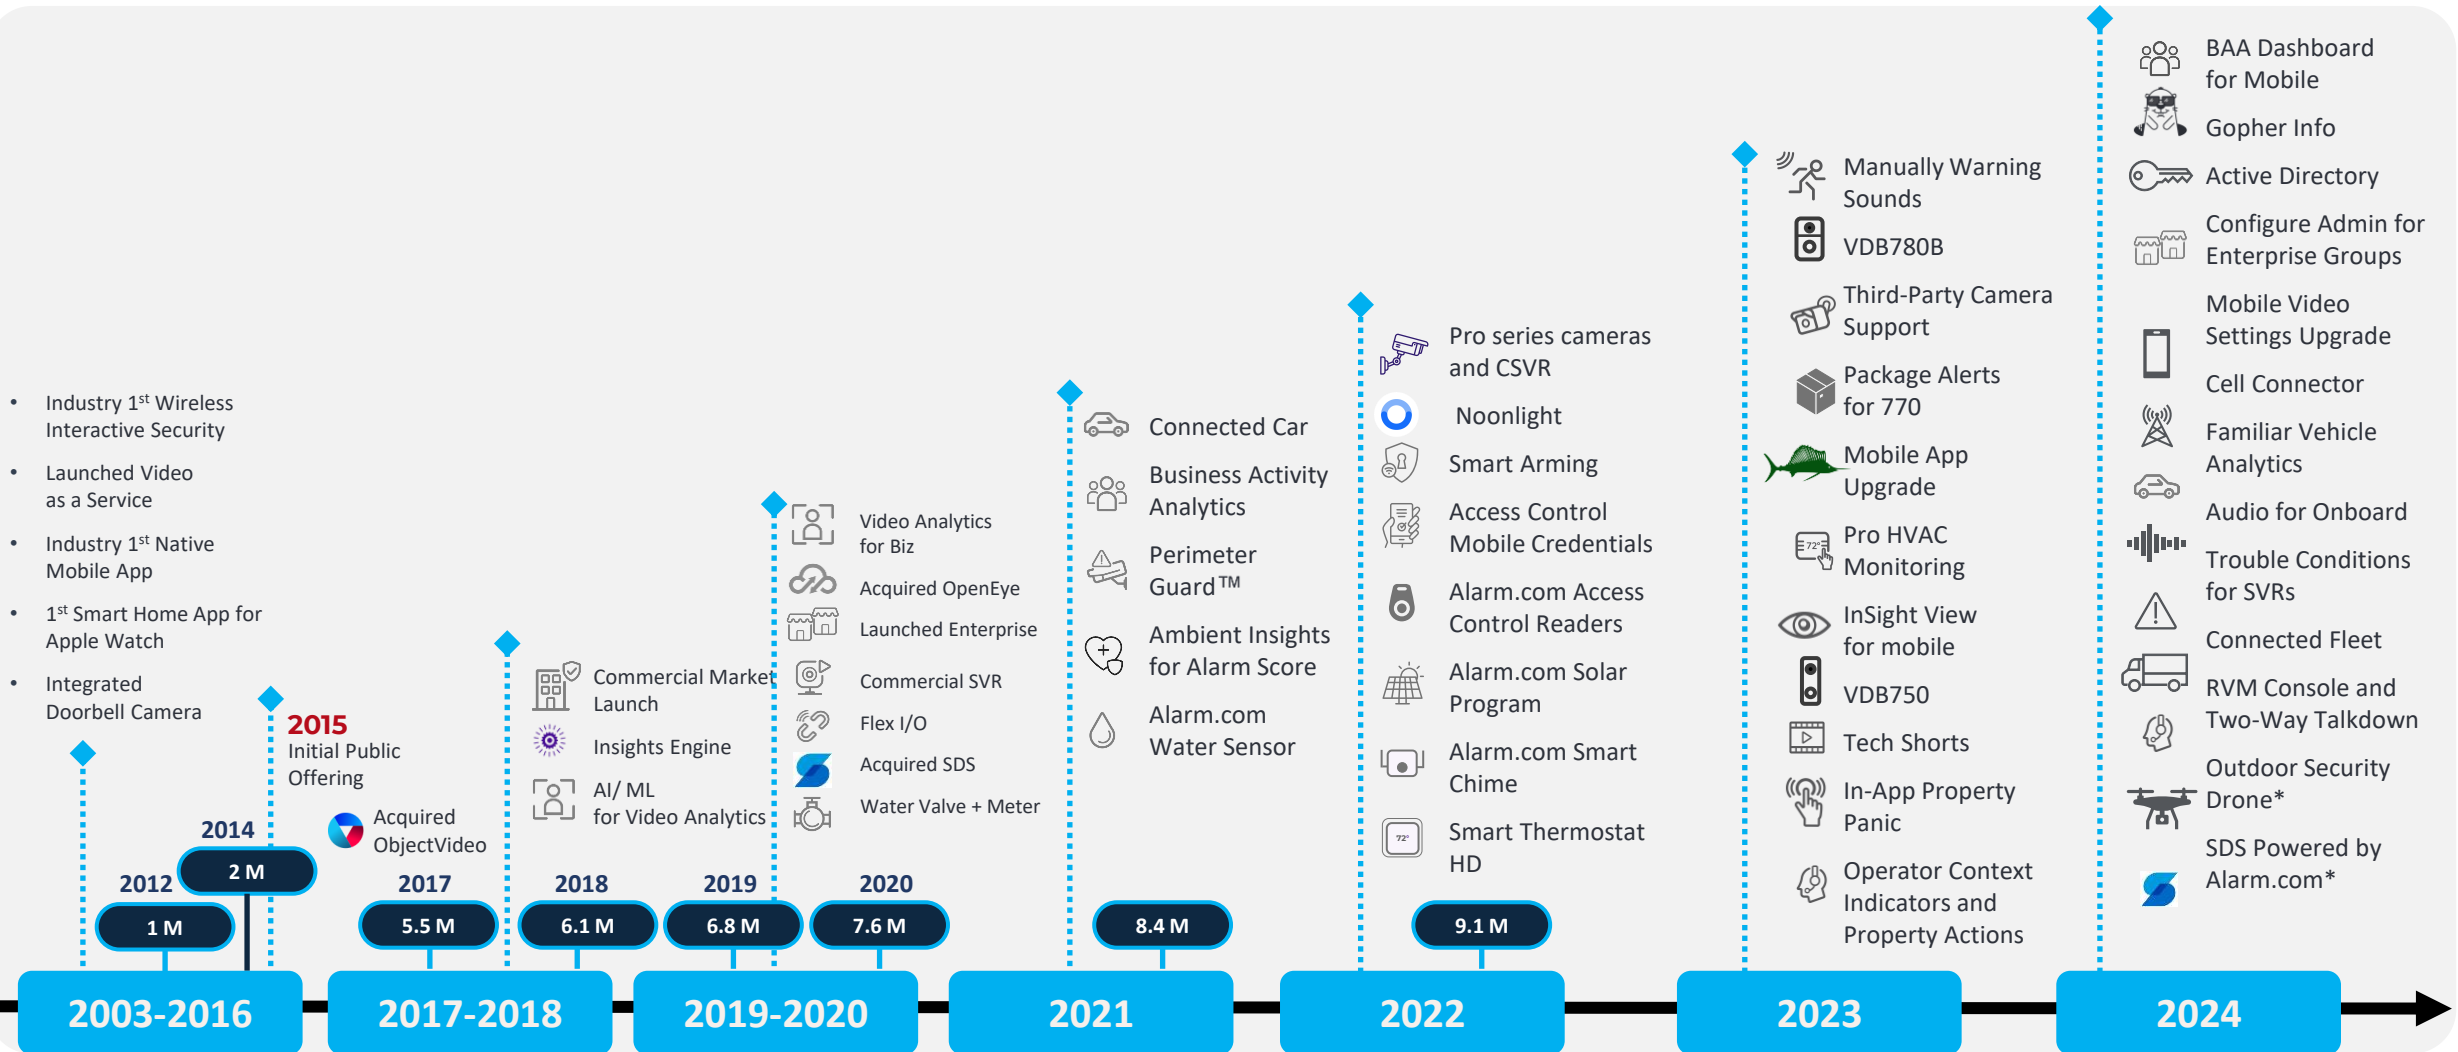 • Industry 1st Wireless
Interactive Security
• Launched Video
as a Service
• Industry 1st Native
Mobile App
• 1st Smart Home App for
Apple Watch
• Integrated
Doorbell Camera
2012
1 M
2014
2 M
2015
Initial Public
Offering
Acquired
ObjectVideo
2017
5.5 M
Commercial Market
Launch
Insights Engine
AI/ ML
for Video Analytics
2018
6.1 M
2019
6.8 M
Video Analytics
for Biz
Acquired OpenEye
Launched Enterprise
Commercial SVR
Flex I/O
Acquired SDS
Water Valve + Meter
2020
7.6 M
Connected Car
Business Activity
Analytics
Perimeter
Guard™
Ambient Insights
for Alarm Score
Alarm.com
Water Sensor
8.4 M
Pro series cameras
and CSVR
Noonlight
Smart Arming
Access Control
Mobile Credentials
Alarm.com Access
Control Readers
Alarm.com Solar
Program
Alarm.com Smart
Chime
72°
Smart Thermostat
HD
9.1 M
Manually Warning
Sounds
VDB780B
Third-Party Camera
Support
Package Alerts
for 770
Mobile App
Upgrade
72°
Pro HVAC
Monitoring
InSight View
for mobile
VDB750
Tech Shorts
In-App Property
Panic
Operator Context
Indicators and
Property Actions
BAA Dashboard
for Mobile
Gopher Info
Active Directory
Configure Admin for
Enterprise Groups
Mobile Video
Settings Upgrade
Cell Connector
Familiar Vehicle
Analytics
Audio for Onboard
Trouble Conditions
for SVRs
Connected Fleet
RVM Console and
Two-Way Talkdown
Outdoor Security
Drone*
SDS Powered by
Alarm.com*
2003-2016
2017-2018
2019-2020
2021
2022
2023
2024